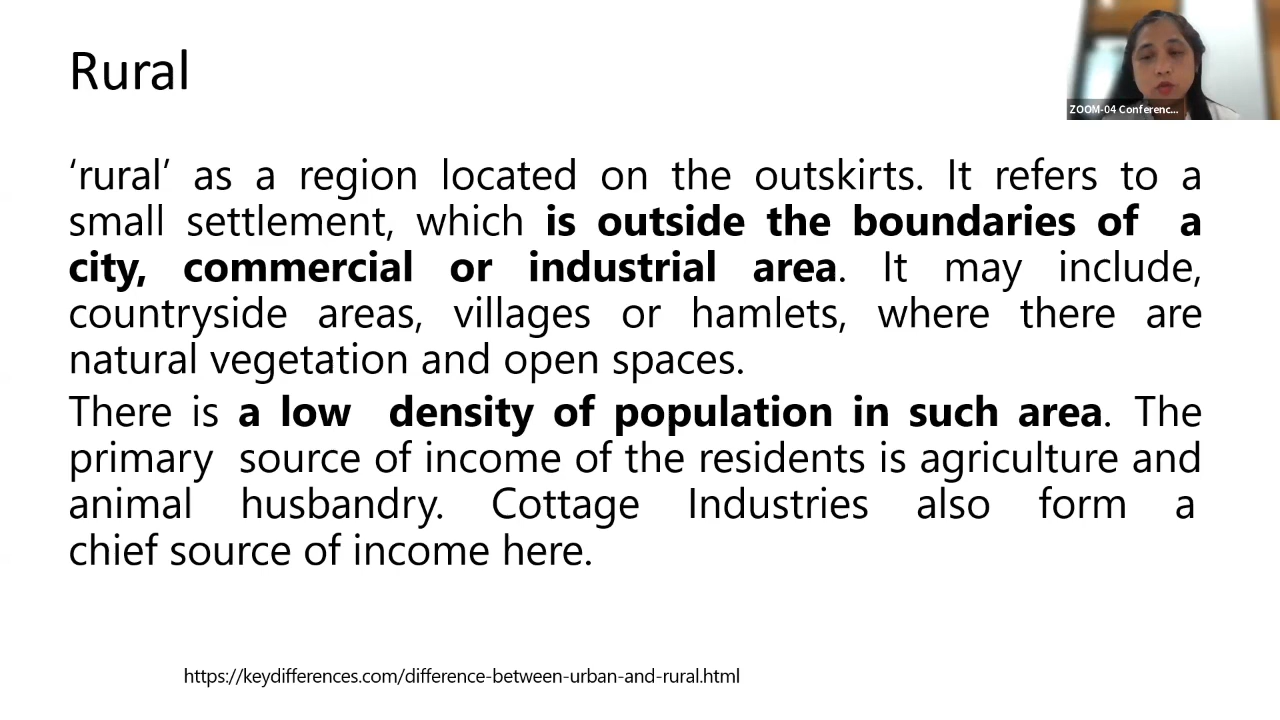 Rural
ZOOM-04 Conferenc...
‘rural’ as a region located on the outskirts. It refers to a
small settlement, which is outside the boundaries of a
city, commercial or industrial area. It may include,
countryside areas, villages or hamlets, where there are
natural vegetation and open spaces.
There is a low density of population in such area. The
primary source of income of the residents is agriculture and
animal husbandry. Cottage Industries also form a
chief source of income here.
https://keydifferences.com/difference-between-urban-and-rural.html